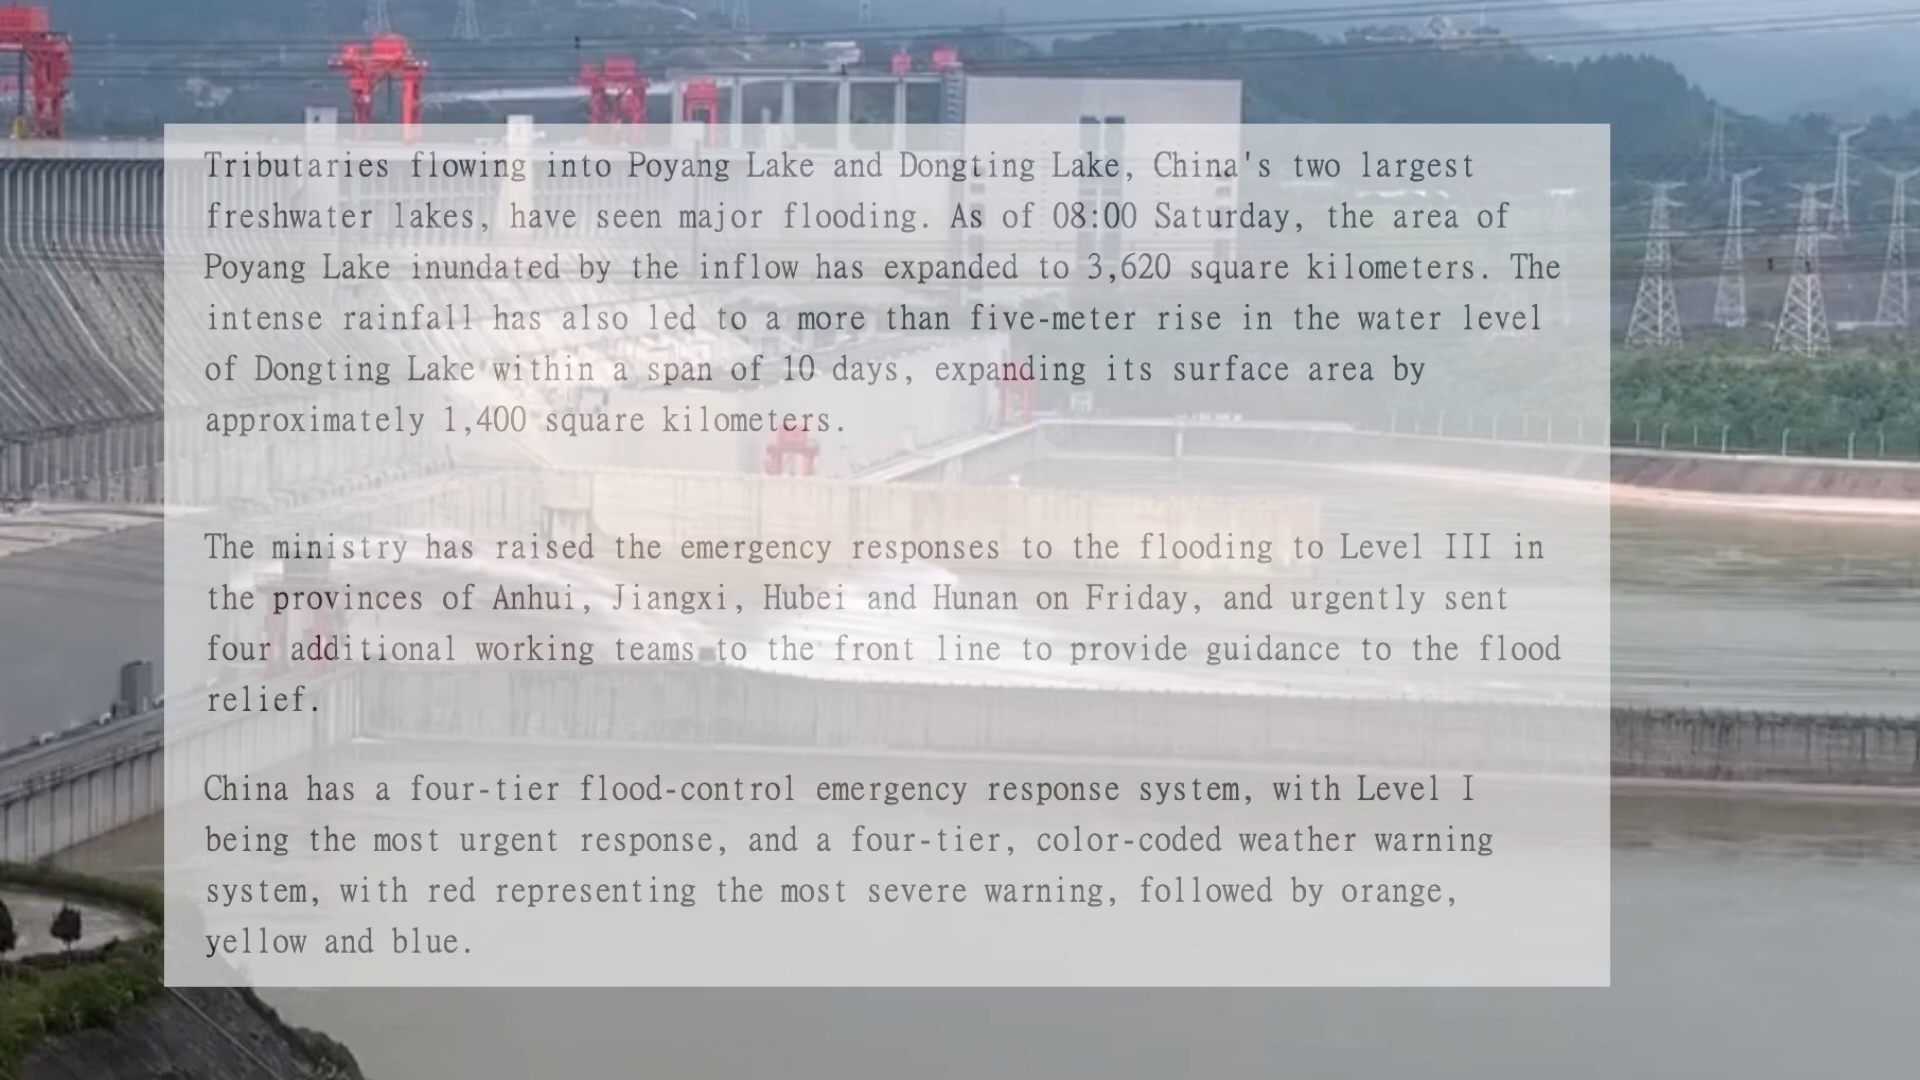 Tributaries flowing into Poyang Lake and Dongting Lake, China's two largest
freshwater lakes, have seen major flooding. As of 08:00 Saturday, the area of
Poyang Lake inundated by the inflow has expanded to 3,620 square kilometers. The
intense rainfall has also led to a more than five-meter rise in the water level
of Dongting Lake within a span of 10 days, expanding its surface area by
approximately 1,400 square kilometers.
The ministry has raised the emergency responses to the flooding to Level III in
the provinces of Anhui, Jiangxi, Hubei and Hunan on Friday, and urgently sent
four additional working teams to the front line to provide guidance to the flood
relief.
China has a four-tier flood-control emergency response system, with Level I
being the most urgent response, and a four-tier, color-coded weather warning
system, with red representing the most severe warning, followed by orange,
yellow and blue.